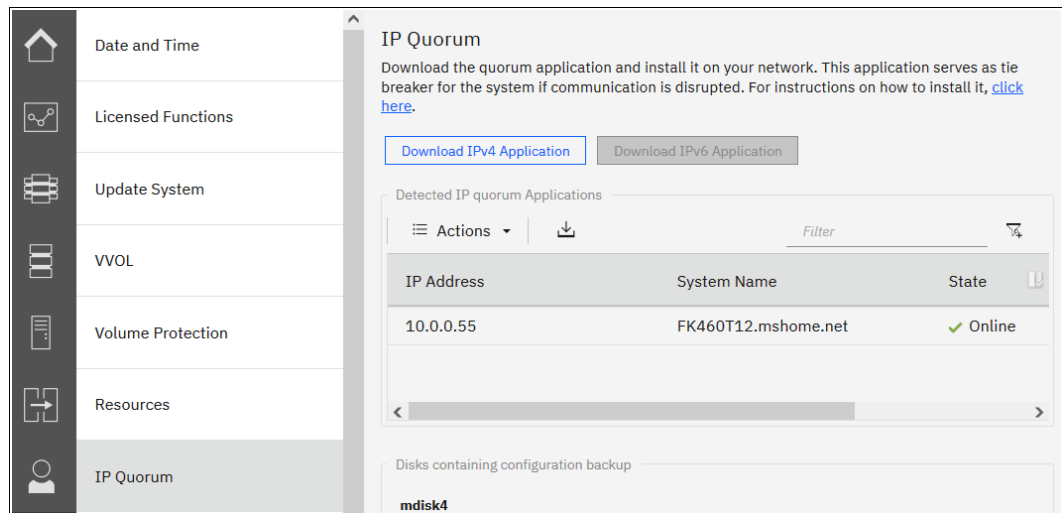 Date and Time
Licensed Functions
Update System
VVOL
Volume Protection
Resources
IP Quorum
IP Quorum
Download the quorum application and install it on your network. This application serves as tie
breaker for the system if communication is disrupted. For instructions on how to install it, click
here.
Download IPv4 Application
Download IPv6 Application
Detected IP quorum Applications
Actions
Filter
IP Address System Name State
10.0.0.55 FK460T12.mshome.net Online
Disks containing configuration backup
mdisk4